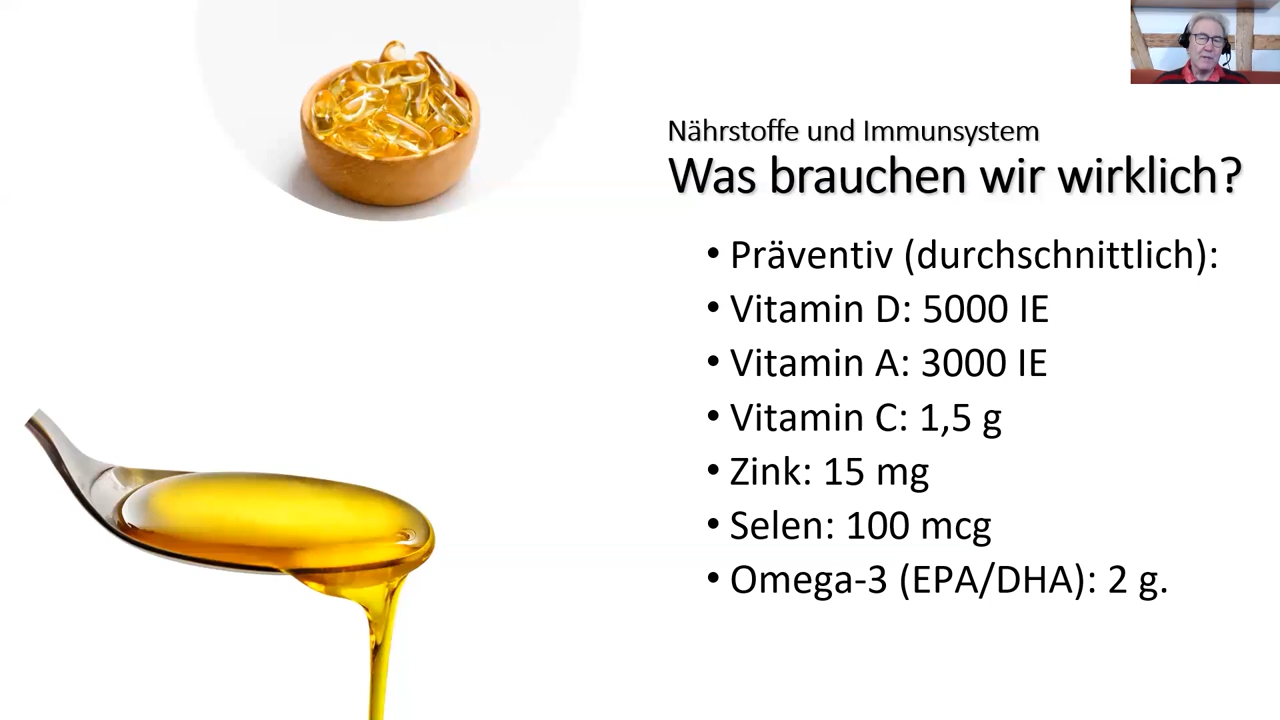 Nährstoffe und Immunsystem
Was brauchen wir wirklich?
• Präventiv (durchschnittlich):
• Vitamin D: 5000 IE
• Vitamin A: 3000 IE
• Vitamin C: 1,5 g
• Zink: 15 mg
• Selen: 100 mcg
• Omega-3 (EPA/DHA): 2 g.